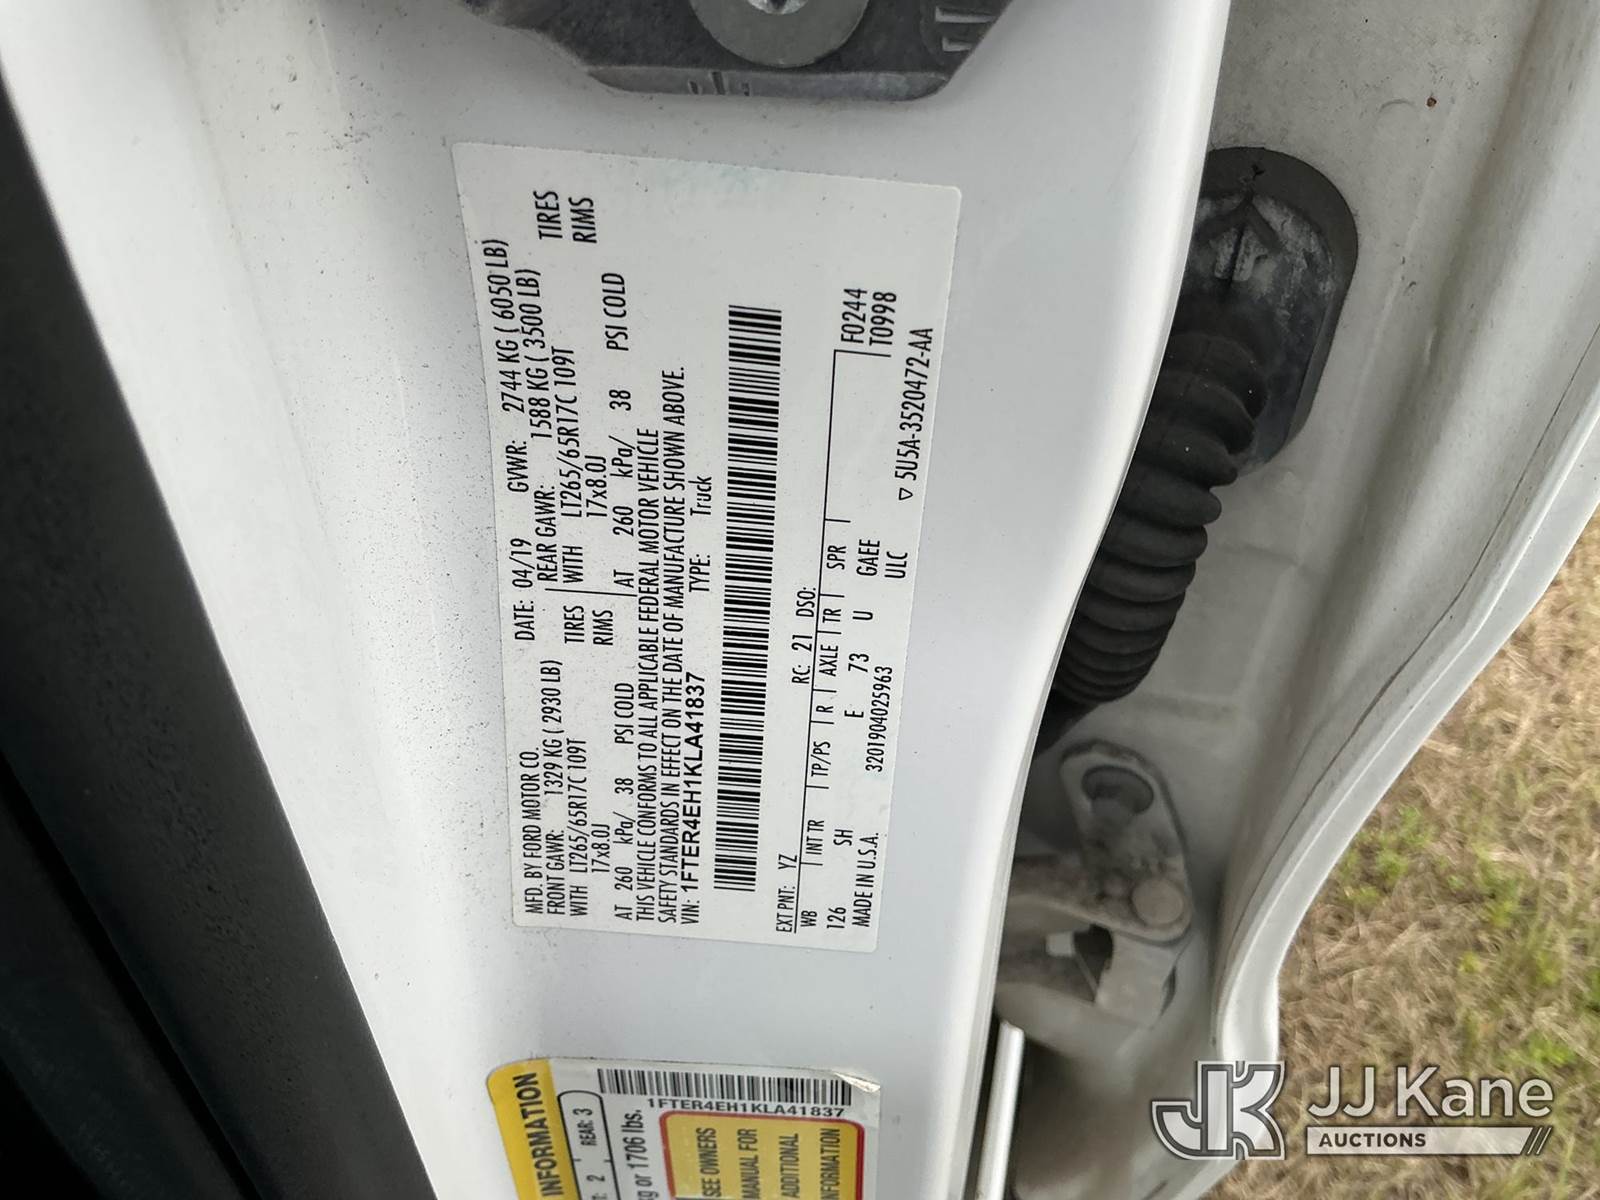 MFD. BY FORD MOTOR CO.
DATE: 04/19 GVWR: 2744 KG ( 6050 LB)
FRONT GAWR: 1329 KG ( 2930 LB) REAR GAWR: 1588 KG ( 3500 LB)
WITH LT265/65R17C 109T TIRES WITH LT265/65R17C 109T TIRES
17x8.0J RIMS 17x8.0J RIMS
AT 260 kPa/ 38 PSI COLD AT 260 kPa/ 38 PSI COLD
THIS VEHICLE CONFORMS TO ALL APPLICABLE FEDERAL MOTOR VEHICLE
SAFETY STANDARDS IN EFFECT ON THE DATE OF MANUFACTURE SHOWN ABOVE.
VIN: 1FTER4EH1KLA41837 TYPE: Truck
EXT PNT: YZ RC: 21 DSO:
WB INT TR TP/PS R AXLE TR SPR F0244
126 SH E 73 U GAEE T0998
MADE IN U.S.A. 3201904025963 ULC
▽ 5U5A-3520472-AA
INFORMATION
2 REAR: 3
or 1706 lbs.
1FTER4EH1KLA41837
SEE OWNERS
MANUAL FOR
ADDITIONAL
INFORMATION
JJ Kane
AUCTIONS